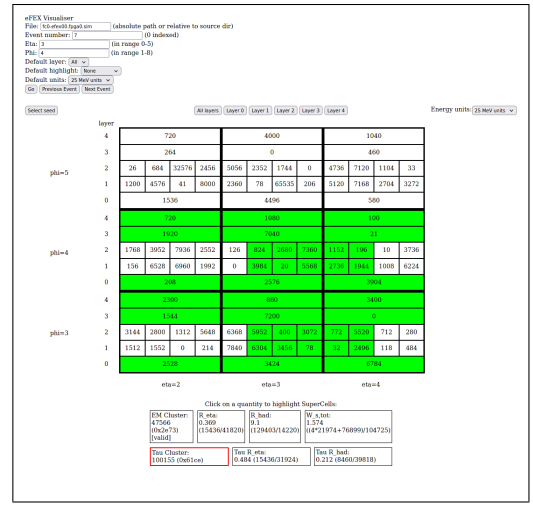 eFEX Visualiser
File: fc0-efex00.fpga0.sim (absolute path or relative to source dir)
Event number: 7 (0 indexed)
Eta: 3 (in range 0-5)
Phi: 4 (in range 1-8)
Default layer: All
Default highlight: None
Default units: 25 MeV units
Go Previous Event Next Event
Select seed All layers Layer 0 Layer 1 Layer 2 Layer 3 Layer 4 Energy units: 25 MeV units
layer
4 720 4000 1040
3 264 0 460
phi=5
2 26 684 32576 2456 5056 2352 1744 0 4736 7120 1104 33
1 1200 4576 41 8000 2360 78 65535 206 5120 7168 2704 3272
0 1536 4496 580
4 720 1080 100
3 1920 7040 21
phi=4
2 1768 3952 7936 2552 126 824 2680 7360 1152 196 10 3736
1 156 6528 6960 1992 0 3984 20 5568 2736 1944 1008 6224
0 208 2576 3904
4 2300 860 3400
3 1544 7200 0
phi=3
2 3144 2800 1312 5648 6368 5952 400 3072 772 5520 712 280
1 1512 1552 0 214 7840 6304 3456 78 32 2496 118 484
0 2528 3424 6784
eta=2 eta=3 eta=4
Click on a quantity to highlight SuperCells:
EM Cluster: R_eta: R_had: W_s,tot:
47566 0.369 9.1 1.574
(0x2e73) (15436/41820) (129403/14220) ((4*21974+76899)/104725)
[valid]
Tau Cluster: Tau R_eta: Tau R_had:
100155 (0x61ce) 0.484 (15436/31924) 0.212 (8460/39818)